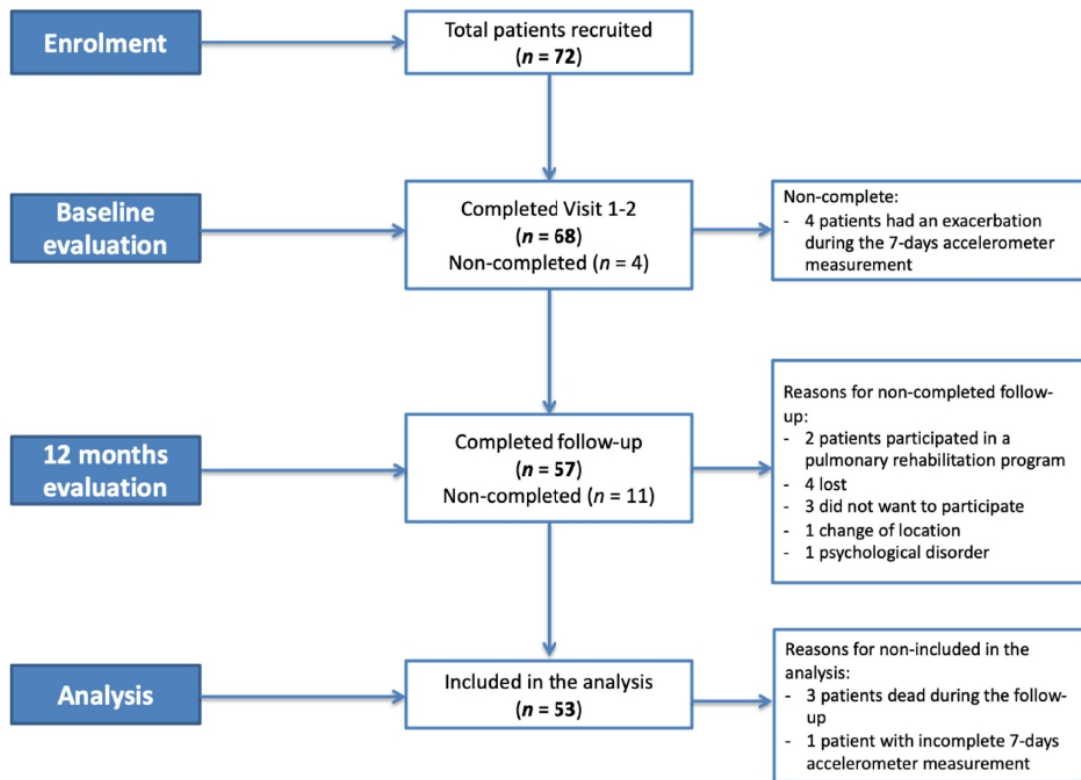 Enrolment
Total patients recruited
(n = 72)
Baseline
evaluation
Completed Visit 1-2
(n = 68)
Non-completed (n = 4)
Non-complete:
- 4 patients had an exacerbation
during the 7-days accelerometer
measurement
12 months
evaluation
Completed follow-up
(n = 57)
Non-completed (n = 11)
Reasons for non-completed follow-
up:
- 2 patients participated in a
pulmonary rehabilitation program
- 4 lost
- 3 did not want to participate
- 1 change of location
- 1 psychological disorder
Analysis
Included in the analysis
(n = 53)
Reasons for non-included in the
analysis:
- 3 patients dead during the follow-
up
- 1 patient with incomplete 7-days
accelerometer measurement